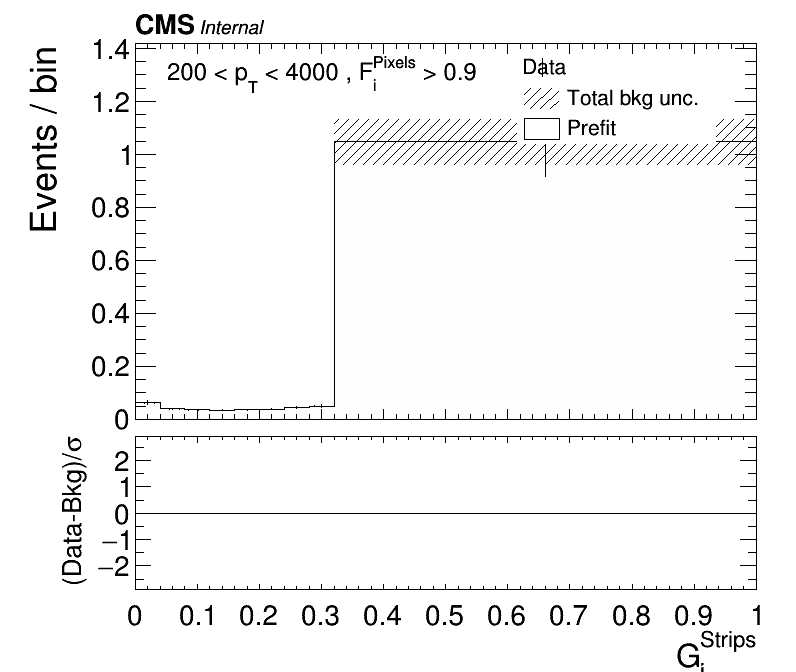 CMS Internal
200 < p_T < 4000 , F_i^Pixels > 0.9
Data
Total bkg unc.
Prefit
Events / bin
1.4
1.2
1
0.8
0.6
0.4
0.2
0
(Data-Bkg)/σ
2
1
0
−1
−2
0 0.1 0.2 0.3 0.4 0.5 0.6 0.7 0.8 0.9 1
G_i^Strips